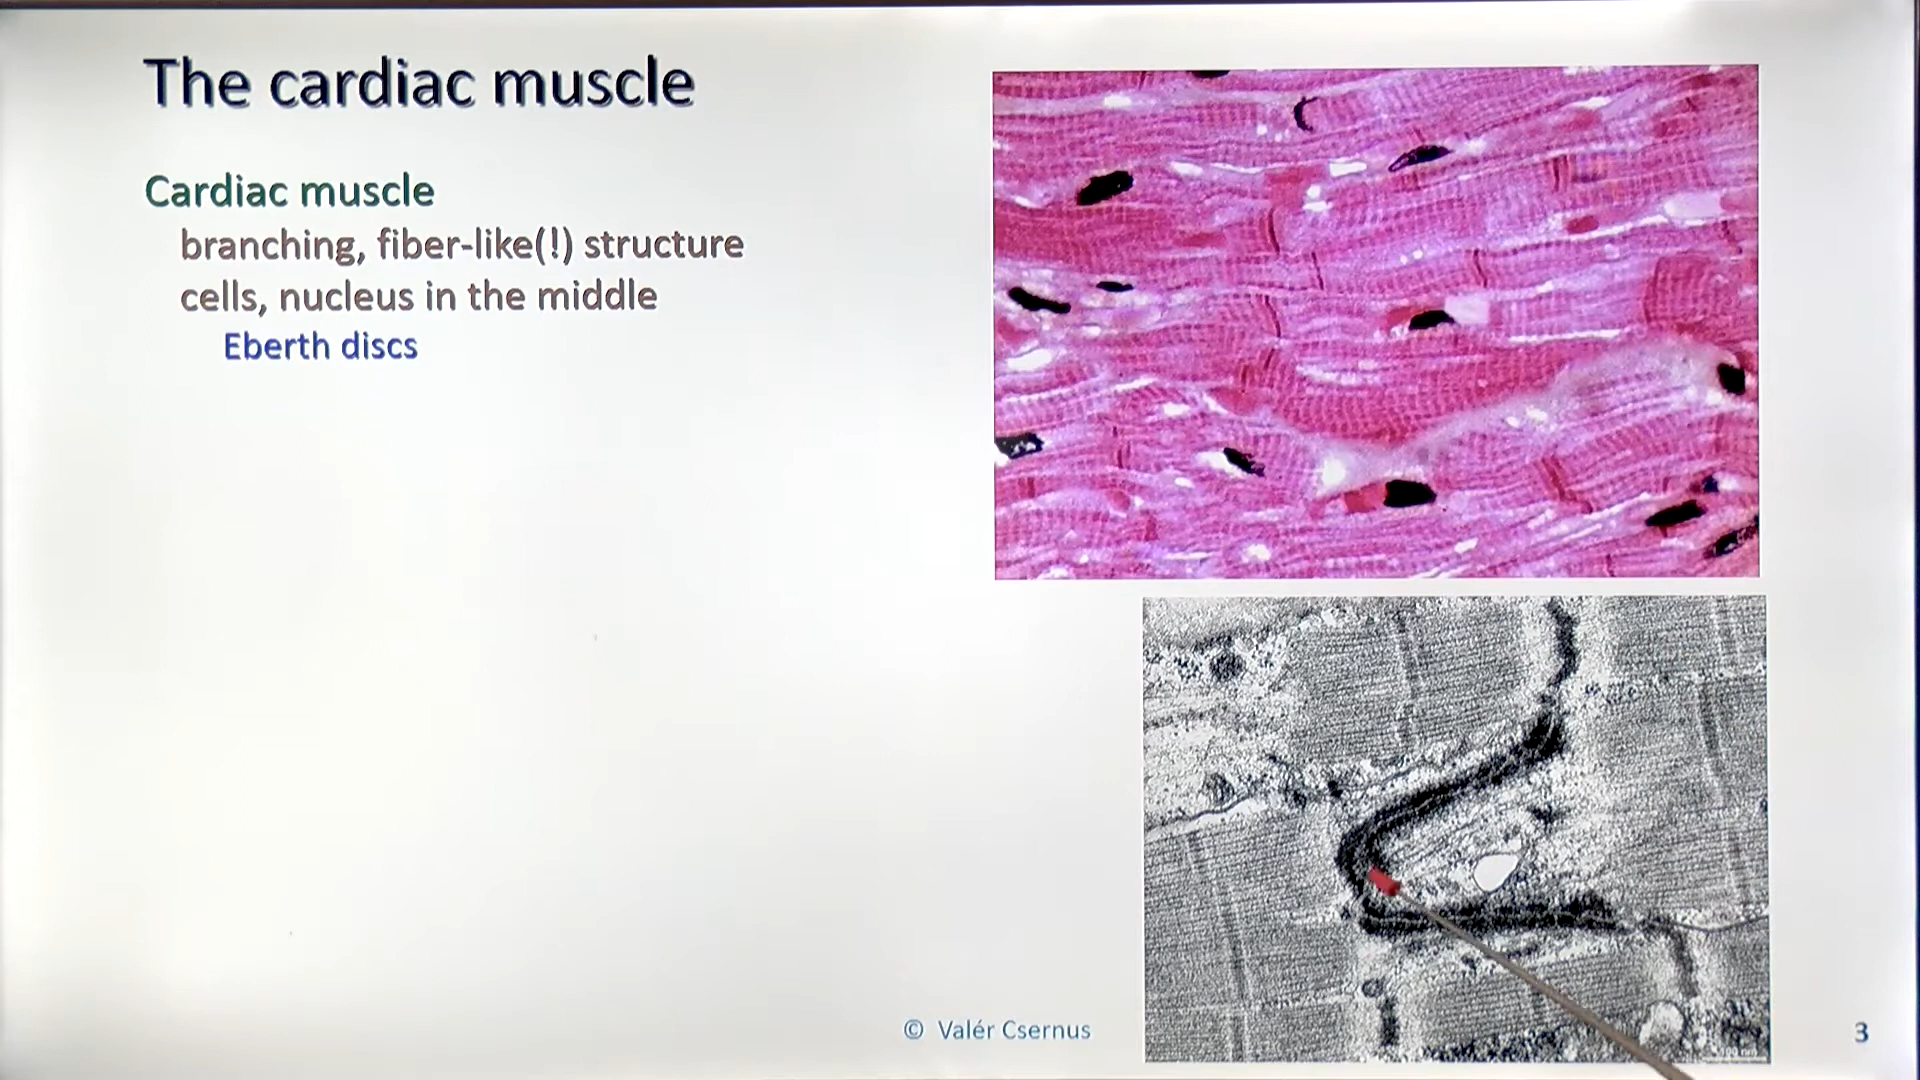 The cardiac muscle
Cardiac muscle
branching, fiber-like(!) structure
cells, nucleus in the middle
Eberth discs
© Valér Csernus
3